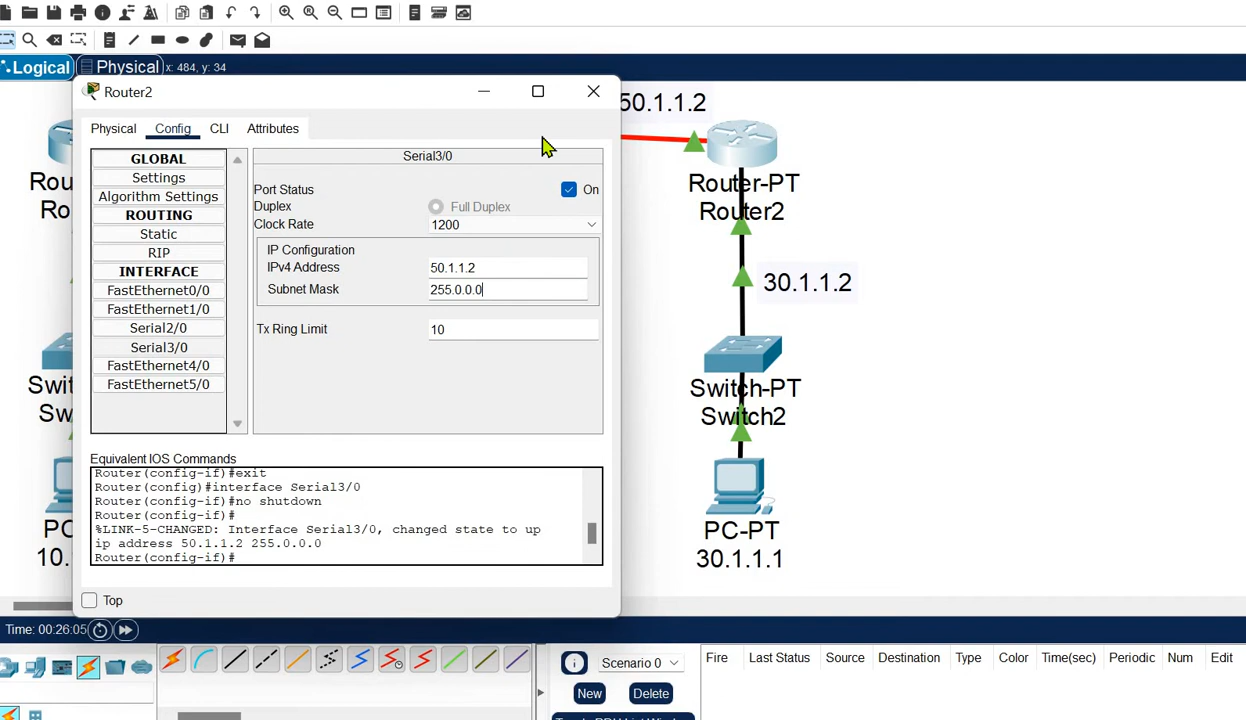 Logical
Physical
x: 484, y: 34
Router2
Physical
Config
CLI
Attributes
GLOBAL
Settings
Algorithm Settings
ROUTING
Static
RIP
INTERFACE
FastEthernet0/0
FastEthernet1/0
Serial2/0
Serial3/0
FastEthernet4/0
FastEthernet5/0
Serial3/0
Port Status
On
Duplex
Full Duplex
Clock Rate
1200
IP Configuration
IPv4 Address
50.1.1.2
Subnet Mask
255.0.0.0
Tx Ring Limit
10
Equivalent IOS Commands
Router(config-if)#exit
Router(config)#interface Serial3/0
Router(config-if)#no shutdown
Router(config-if)#
%LINK-5-CHANGED: Interface Serial3/0, changed state to up
ip address 50.1.1.2 255.0.0.0
Router(config-if)#
Top
Rou
Ro
Swit
Sw
PC
10.
50.1.1.2
Router-PT
Router2
30.1.1.2
Switch-PT
Switch2
PC-PT
30.1.1.1
Time: 00:26:05
Scenario 0
New
Delete
Fire
Last Status
Source
Destination
Type
Color
Time(sec)
Periodic
Num
Edit